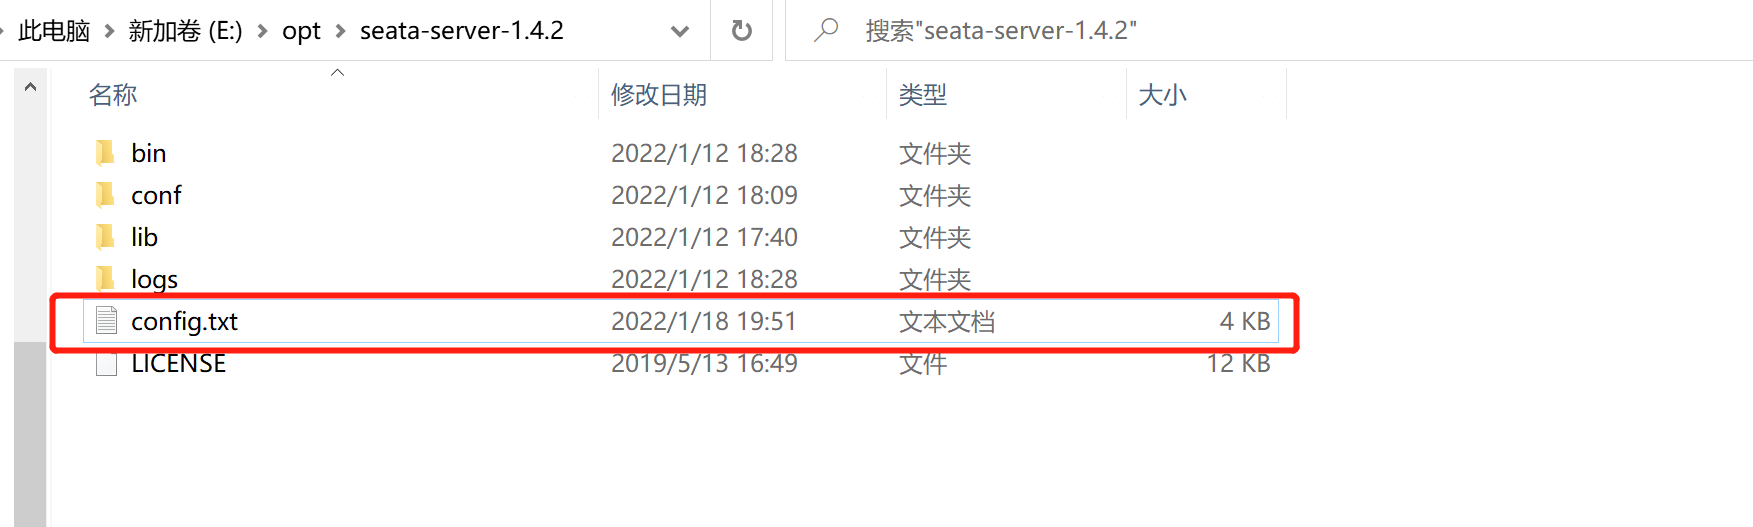 此电脑 新加卷 (E:) opt seata-server-1.4.2 搜索"seata-server-1.4.2"
名称 修改日期 类型 大小
bin 2022/1/12 18:28 文件夹
conf 2022/1/12 18:09 文件夹
lib 2022/1/12 17:40 文件夹
logs 2022/1/12 18:28 文件夹
config.txt 2022/1/18 19:51 文本文档 4 KB
LICENSE 2019/5/13 16:49 文件 12 KB